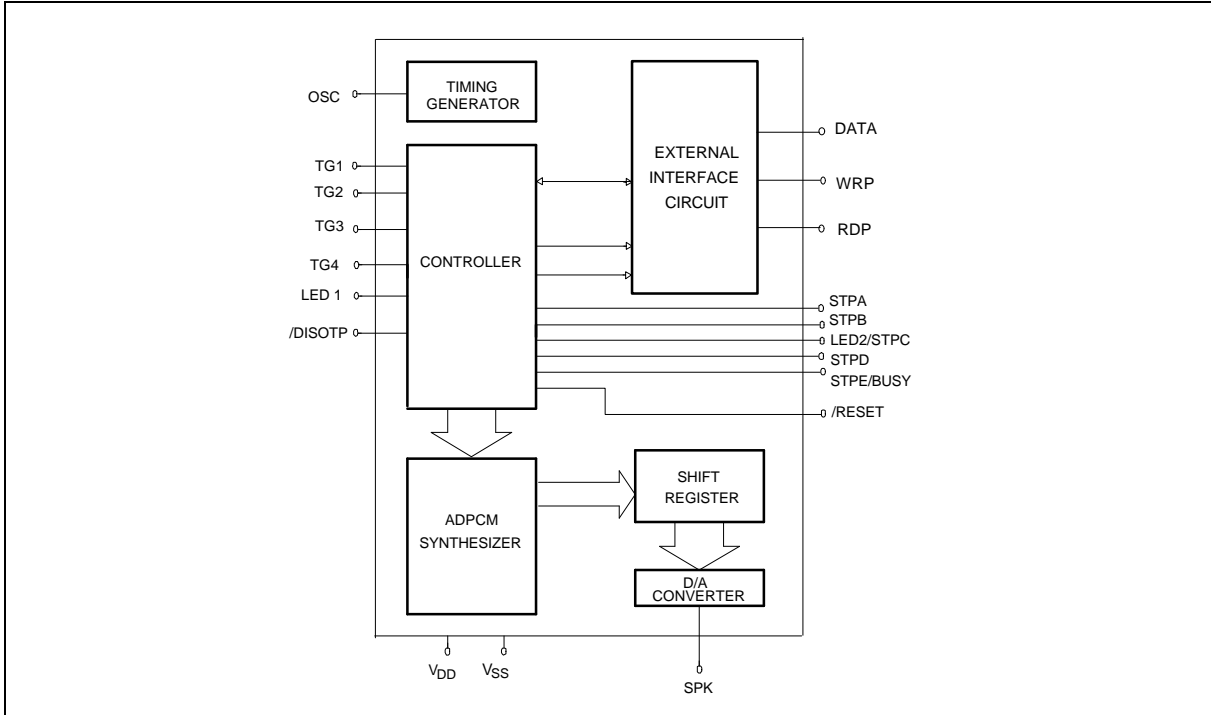 TIMING
GENERATOR
OSC
EXTERNAL
INTERFACE
CIRCUIT
DATA
WRP
RDP
TG1
TG2
TG3
TG4
LED 1
/DISOTP
CONTROLLER
STPA
STPB
LED2/STPC
STPD
STPE/BUSY
/RESET
ADPCM
SYNTHESIZER
SHIFT
REGISTER
D/A
CONVERTER
VDD
VSS
SPK